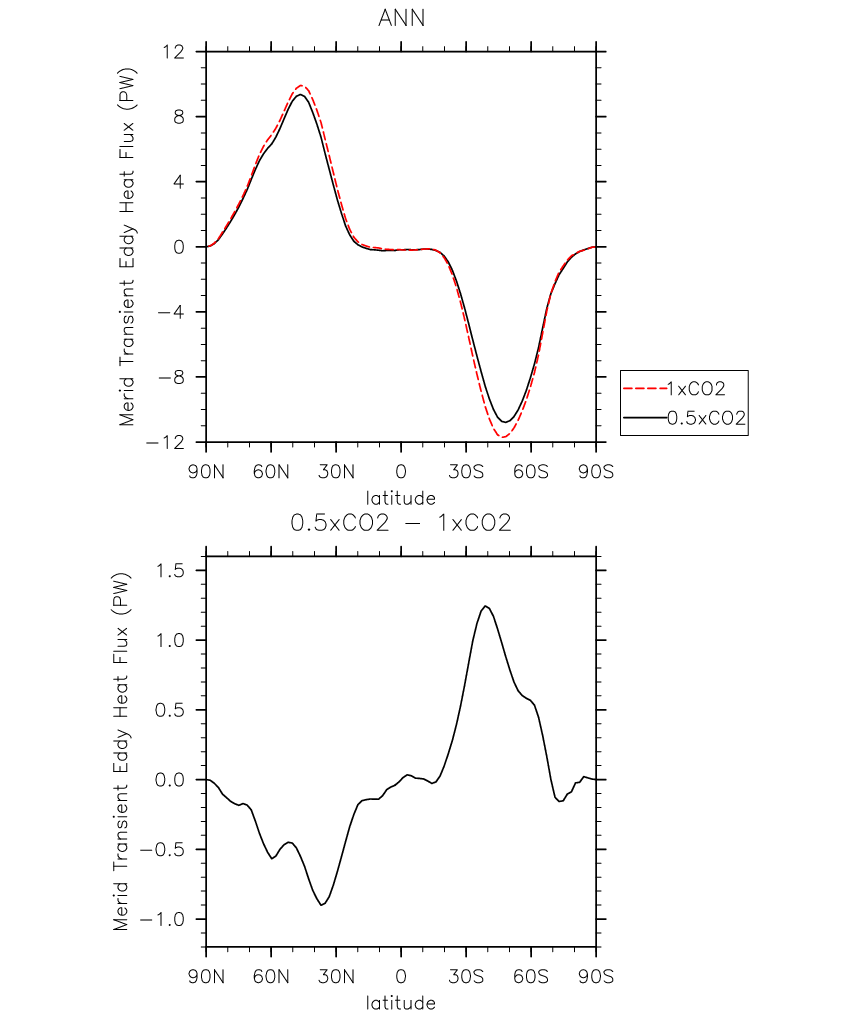 ANN
Merid Transient Eddy Heat Flux (PW)
12
8
4
0
−4
−8
−12
90N 60N 30N 0 30S 60S 90S
latitude
1xCO2
0.5xCO2
0.5xCO2 − 1xCO2
Merid Transient Eddy Heat Flux (PW)
1.5
1.0
0.5
0.0
−0.5
−1.0
90N 60N 30N 0 30S 60S 90S
latitude